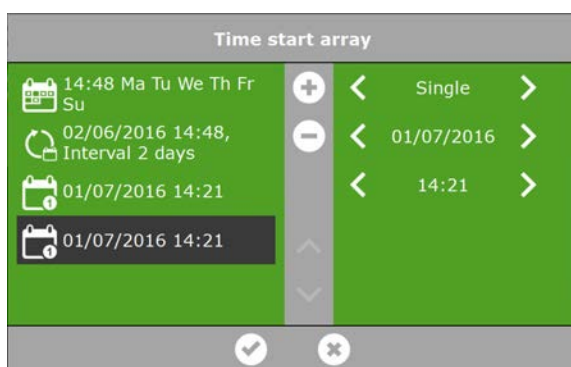 Time start array
14:48 Ma Tu We Th Fr
Su
02/06/2016 14:48,
Interval 2 days
01/07/2016 14:21
01/07/2016 14:21
Single
01/07/2016
14:21